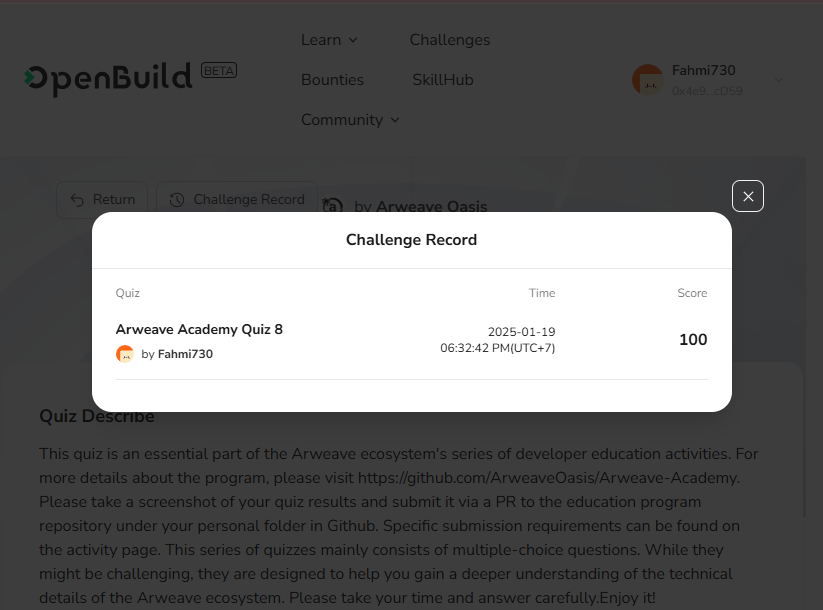 Learn
Challenges
OpenBuild BETA
Bounties
SkillHub
Fahmi730
0x4e9...cD59
Community
Return
Challenge Record
a
by Arweave Oasis
Challenge Record
Quiz
Time
Score
Arweave Academy Quiz 8
by Fahmi730
2025-01-19
06:32:42 PM(UTC+7)
100
Quiz Describe
This quiz is an essential part of the Arweave ecosystem's series of developer education activities. For
more details about the program, please visit https://github.com/ArweaveOasis/Arweave-Academy.
Please take a screenshot of your quiz results and submit it via a PR to the education program
repository under your personal folder in Github. Specific submission requirements can be found on
the activity page. This series of quizzes mainly consists of multiple-choice questions. While they
might be challenging, they are designed to help you gain a deeper understanding of the technical
details of the Arweave ecosystem. Please take your time and answer carefully.Enjoy it!